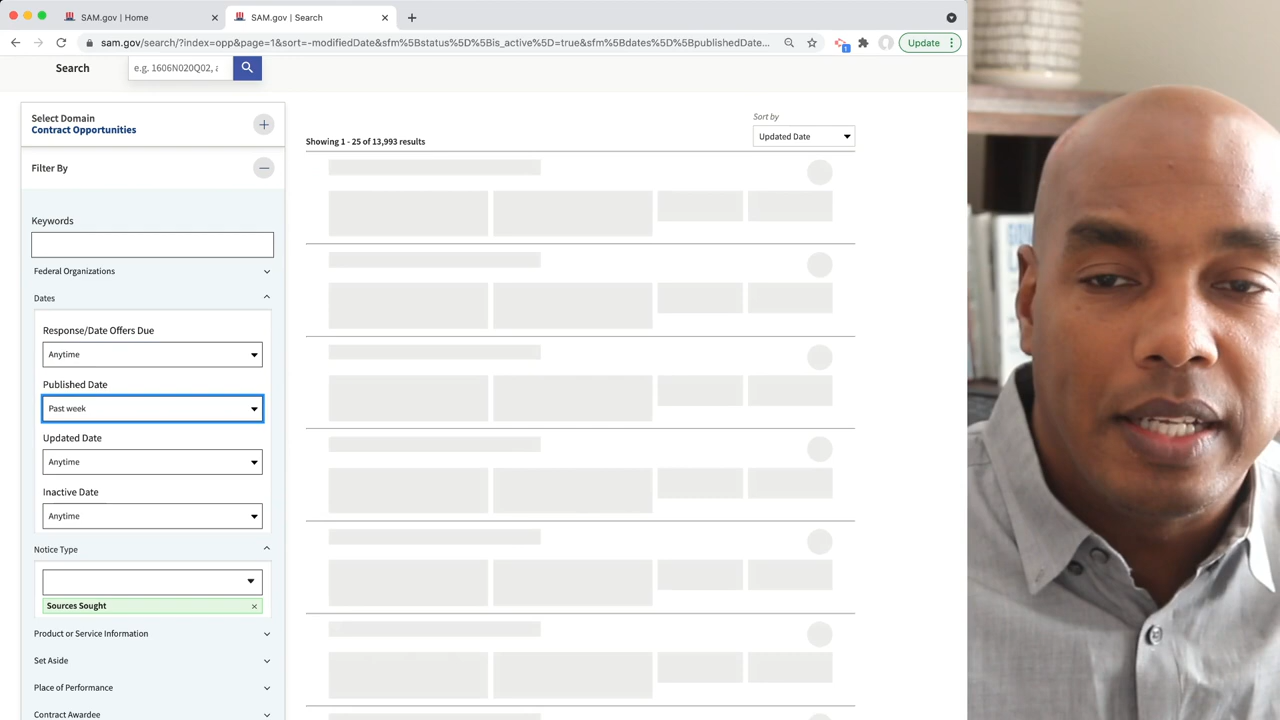 SAM.gov | Home
SAM.gov | Search
sam.gov/search/?index=opp&page=1&sort=-modifiedDate&sfm%5Bstatus%5D%5Bis_active%5D=true&sfm%5Bdates%5D%5BpublishedDate...
1
Update
Search
e.g. 1606N020Q02, a
Select Domain
Contract Opportunities
Filter By
Keywords
Federal Organizations
Dates
Response/Date Offers Due
Anytime
Published Date
Past week
Updated Date
Anytime
Inactive Date
Anytime
Notice Type
Sources Sought
Product or Service Information
Set Aside
Place of Performance
Contract Awardee
Sort by
Updated Date
Showing 1 - 25 of 13,993 results